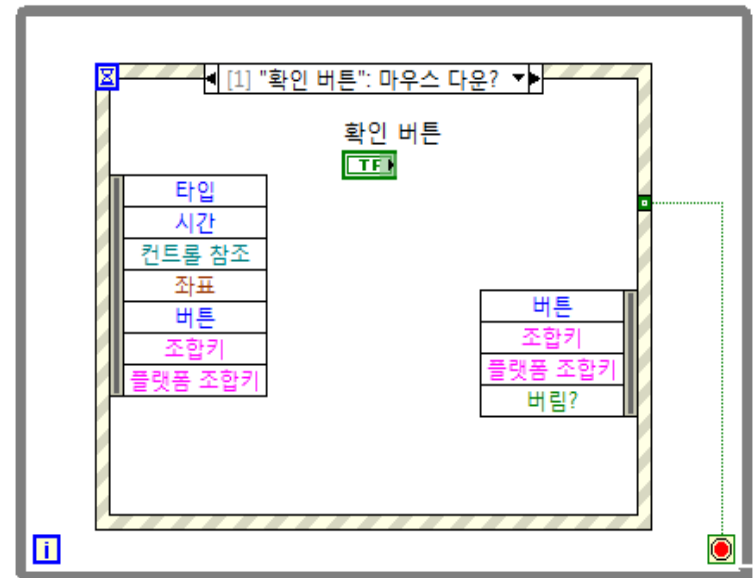 [1] "확인 버튼": 마우스 다운?
확인 버튼
TF
타입
시간
컨트롤 참조
좌표
버튼
조합키
플랫폼 조합키
버튼
조합키
플랫폼 조합키
버림?
i